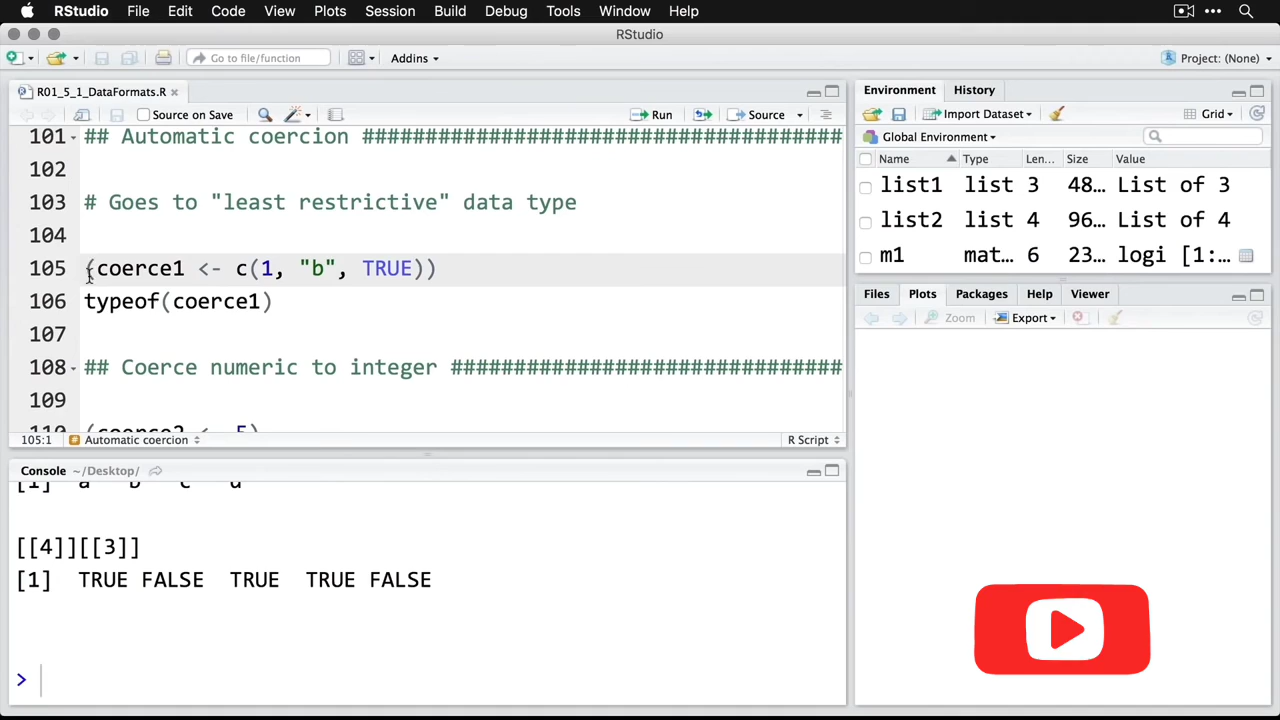 RStudio File Edit Code View Plots Session Build Debug Tools Window Help
RStudio
Go to file/function Addins Project: (None)
R01_5_1_DataFormats.R
Source on Save Run Source
101 ## Automatic coercion #######################################
102
103 # Goes to "least restrictive" data type
104
105 (coerce1 <- c(1, "b", TRUE))
106 typeof(coerce1)
107
108 ## Coerce numeric to integer ################################
109
110 (coerce2 <- 5)
105:1 # Automatic coercion R Script
Console ~/Desktop/
[1] "a" "b" "c" "d"
[[4]][[3]]
[1] TRUE FALSE TRUE TRUE FALSE
>
Environment History
Import Dataset Grid
Global Environment
Name Type Len... Size Value
list1 list 3 48... List of 3
list2 list 4 96... List of 4
m1 mat... 6 23... logi [1:...
Files Plots Packages Help Viewer
Zoom Export